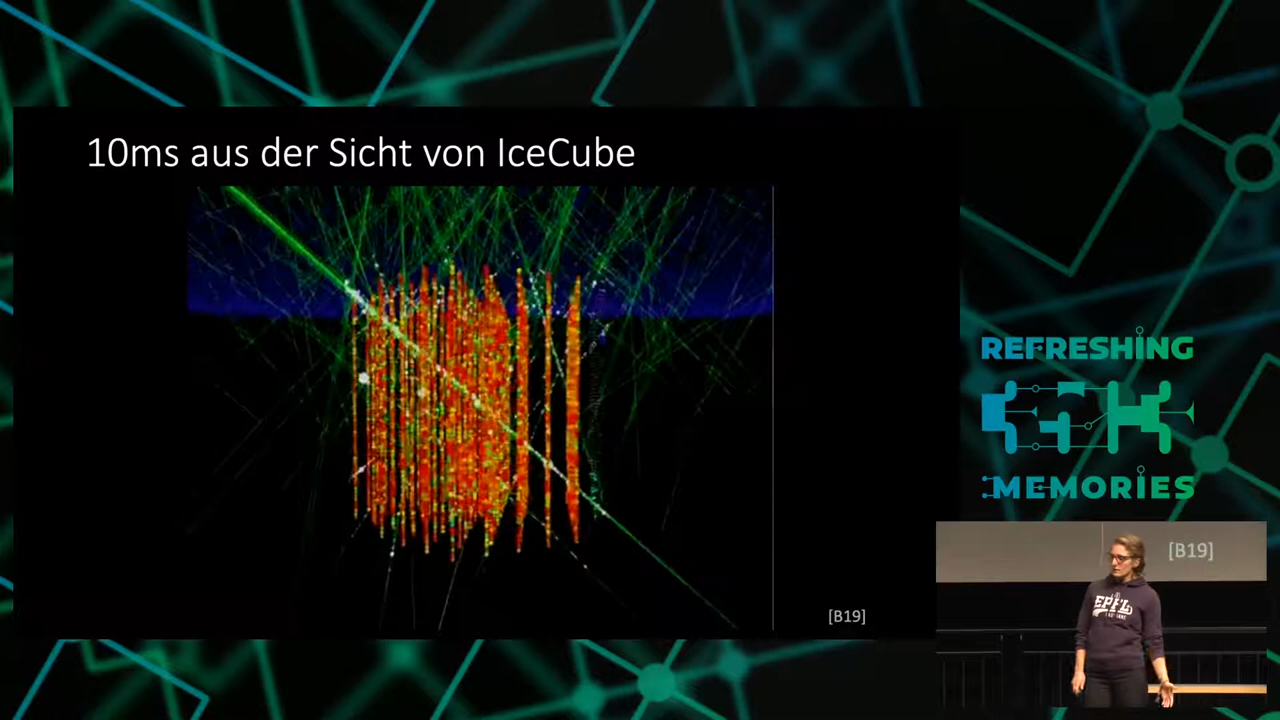 10ms aus der Sicht von IceCube
[B19]
REFRESHING
MEMORIES
[B19]
EPFL